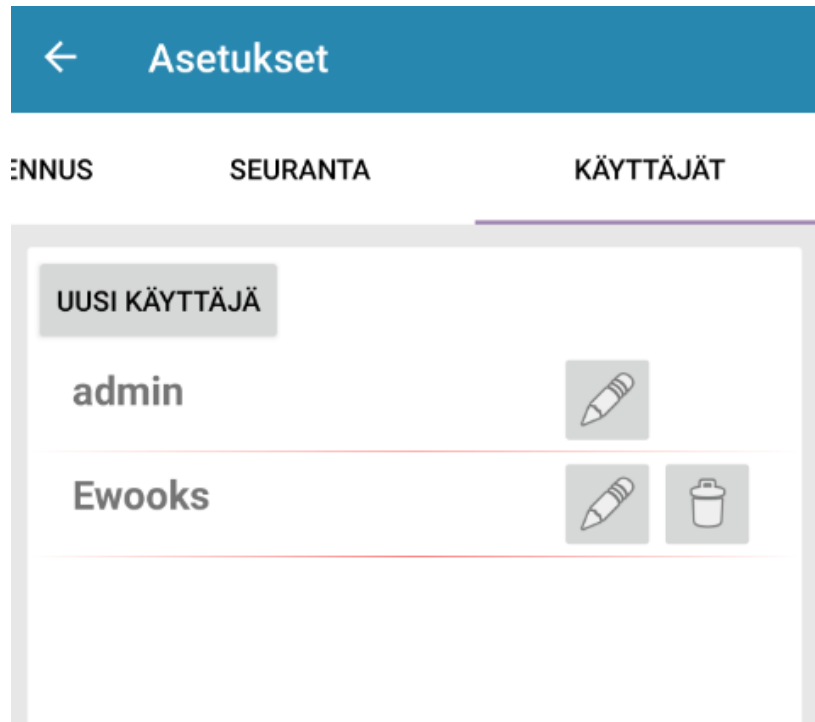 Asetukset
ENNUS SEURANTA KÄYTTÄJÄT
UUSI KÄYTTÄJÄ
admin
Ewooks